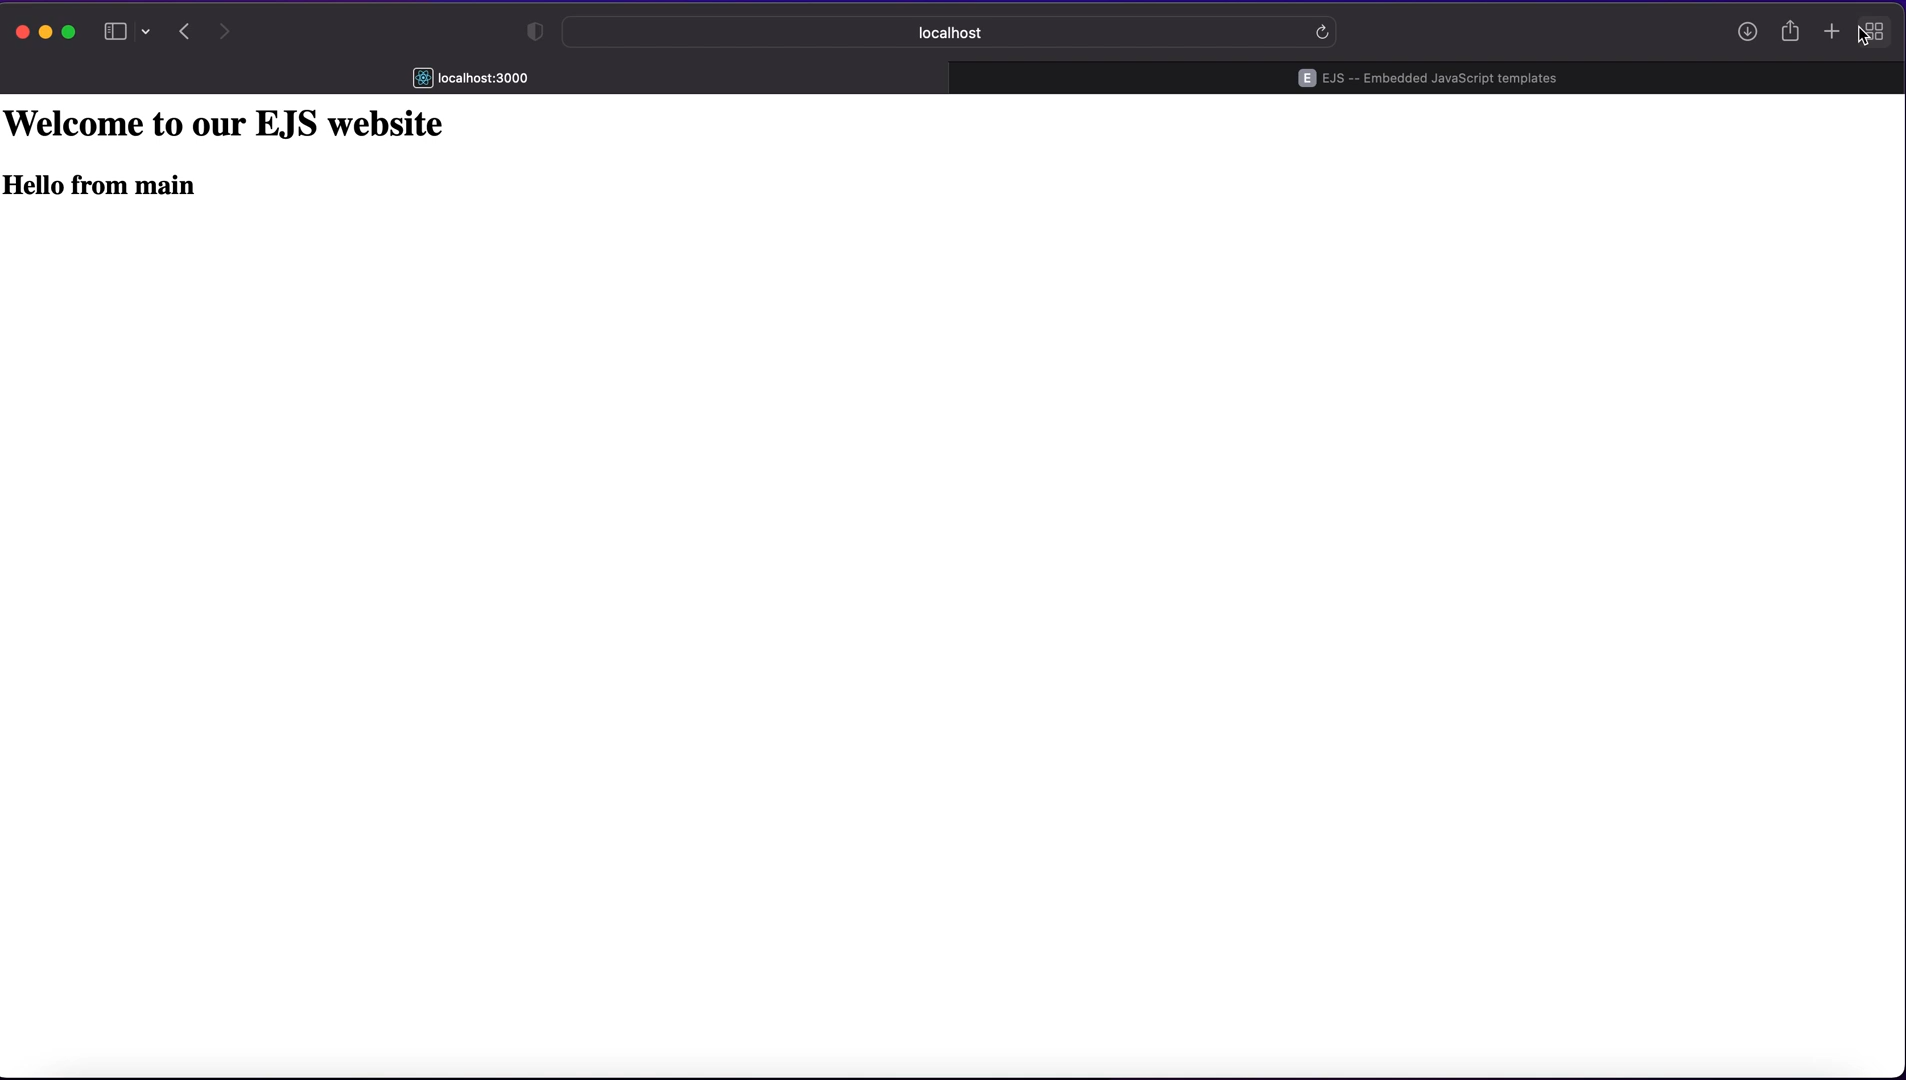 localhost
localhost:3000
E EJS -- Embedded JavaScript templates
Welcome to our EJS website
Hello from main